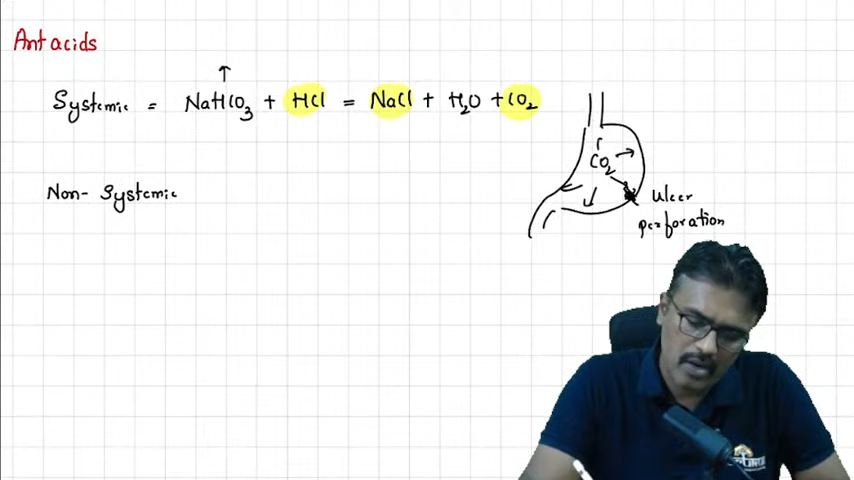 Antacids
↑
Systemic = NaHCO3 + HCl = NaCl + H2O + CO2
CO2
Non- Systemic
Ulcer
perforation